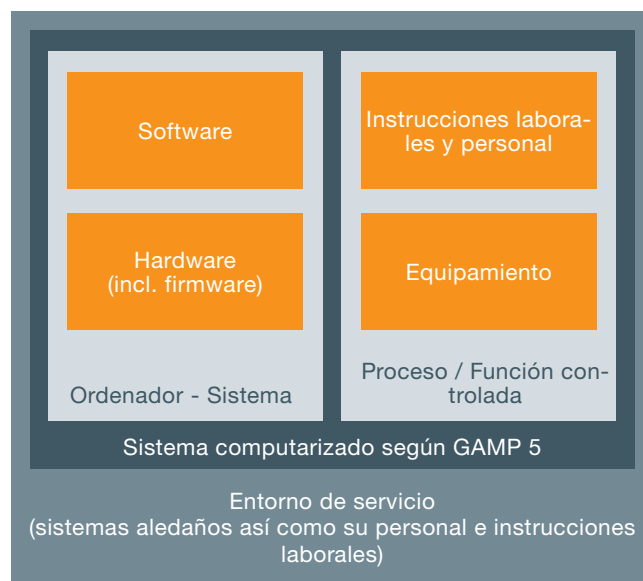 Software
Hardware
(incl. firmware)
Ordenador - Sistema
Instrucciones labora-
les y personal
Equipamiento
Proceso / Función con-
trolada
Sistema computarizado según GAMP 5
Entorno de servicio
(sistemas aledaños así como su personal e instrucciones
laborales)